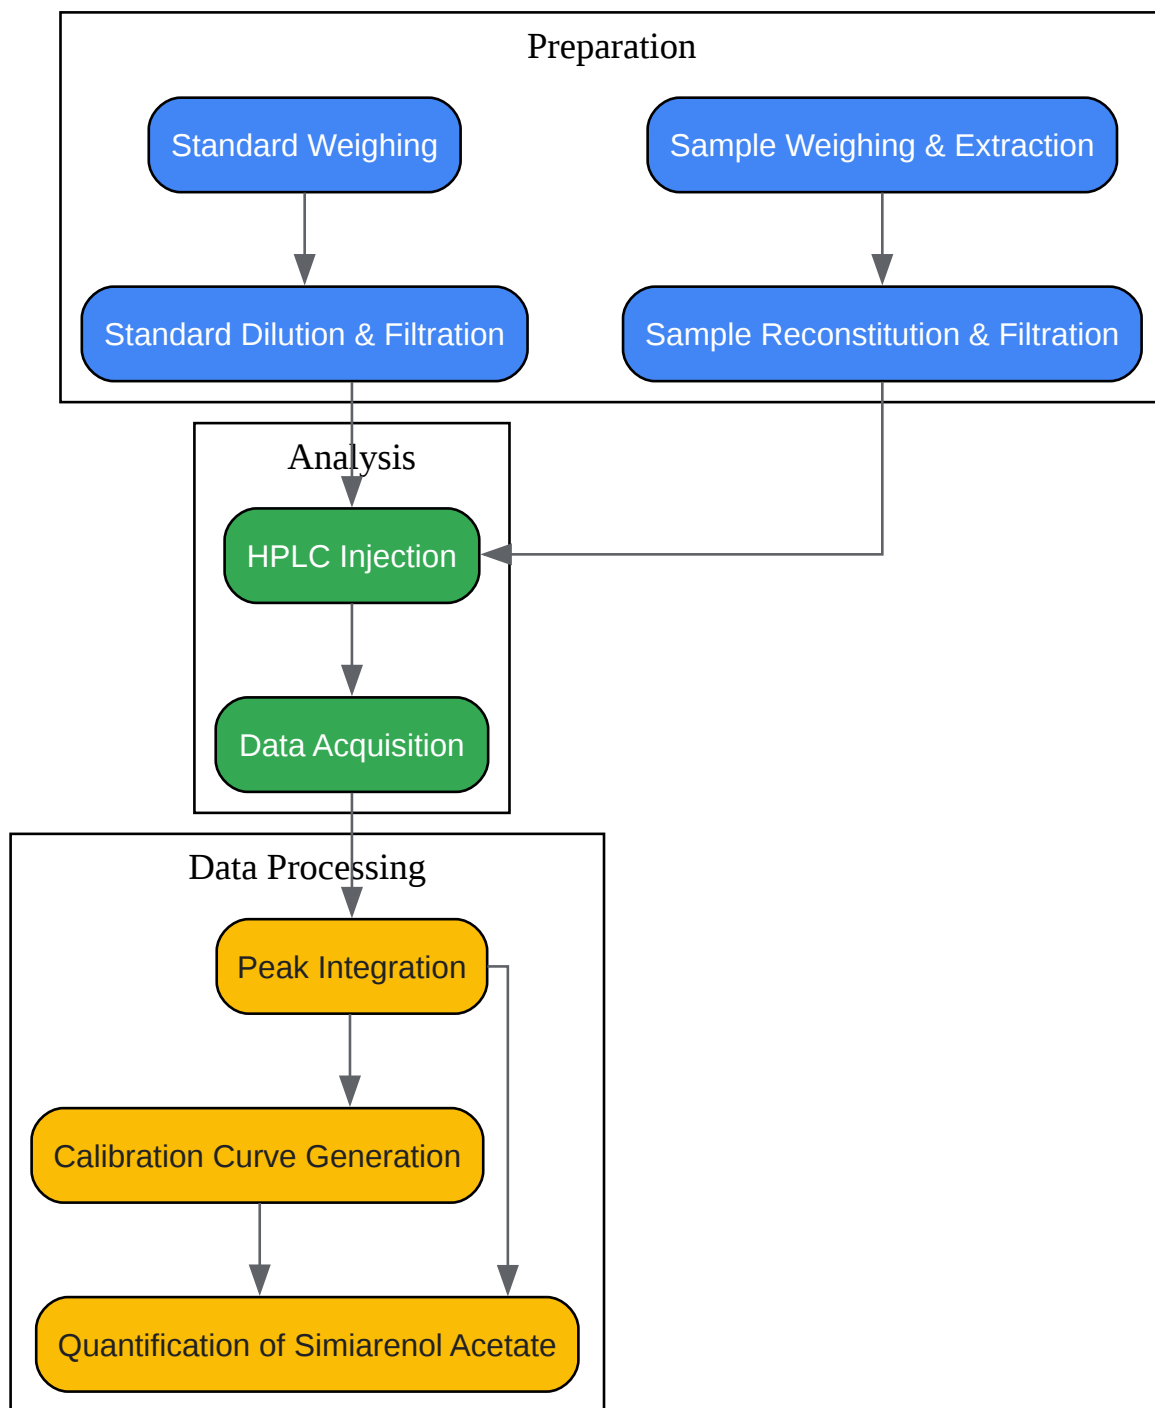 Preparation
Standard Weighing
Sample Weighing & Extraction
Standard Dilution & Filtration
Sample Reconstitution & Filtration
Analysis
HPLC Injection
Data Acquisition
Data Processing
Peak Integration
Calibration Curve Generation
Quantification of Simiarenol Acetate